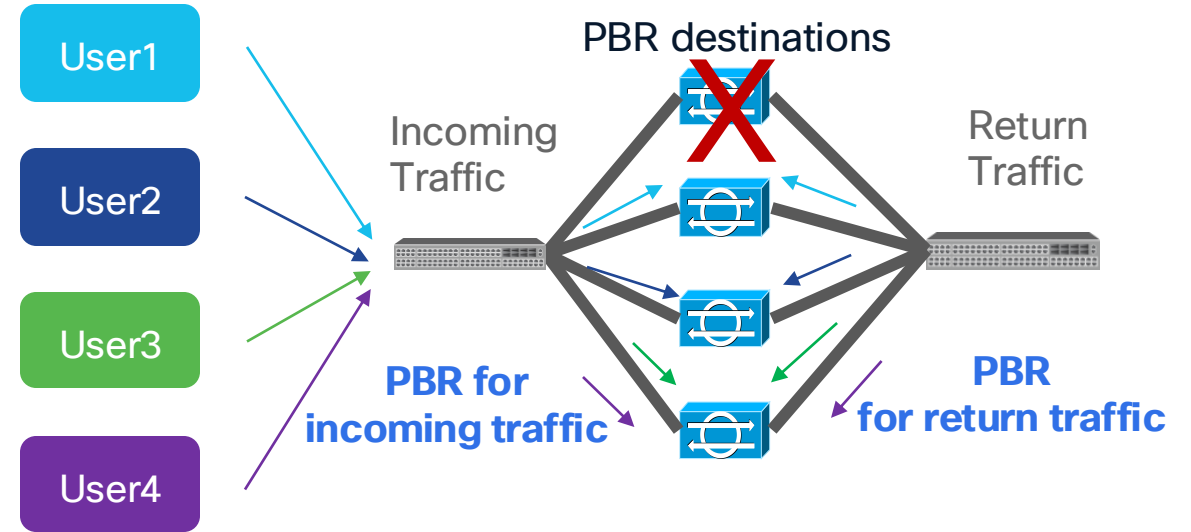 User1
User2
User3
User4
PBR destinations
Incoming
Traffic
Return
Traffic
PBR for
incoming traffic
PBR
for return traffic